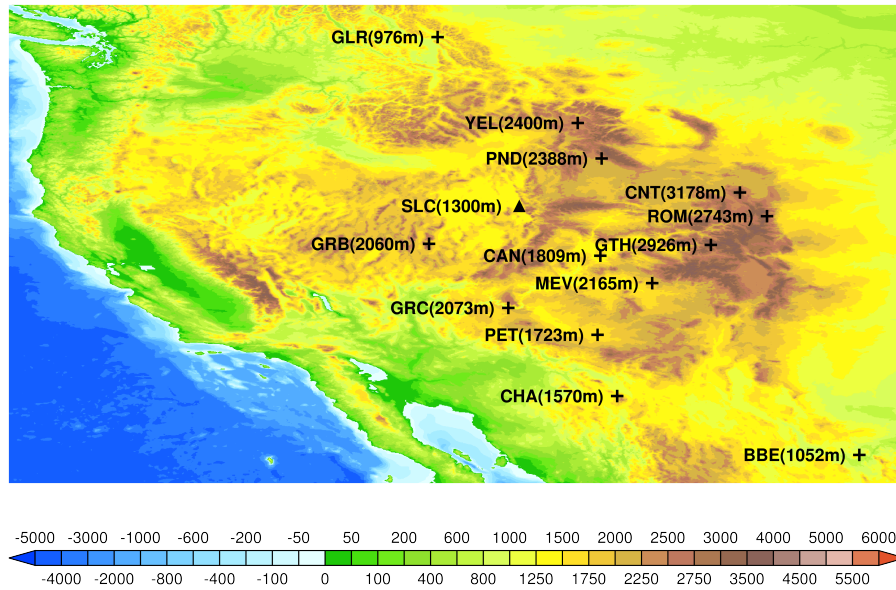 GLR(976m)
YEL(2400m)
PND(2388m)
CNT(3178m)
SLC(1300m)
ROM(2743m)
GRB(2060m)
GTH(2926m)
CAN(1809m)
MEV(2165m)
GRC(2073m)
PET(1723m)
CHA(1570m)
BBE(1052m)
-5000 -3000 -1000 -600 -200 -50 50 200 600 1000 1500 2000 2500 3000 4000 5000 6000
-4000 -2000 -800 -400 -100 0 100 400 800 1250 1750 2250 2750 3500 4500 5500